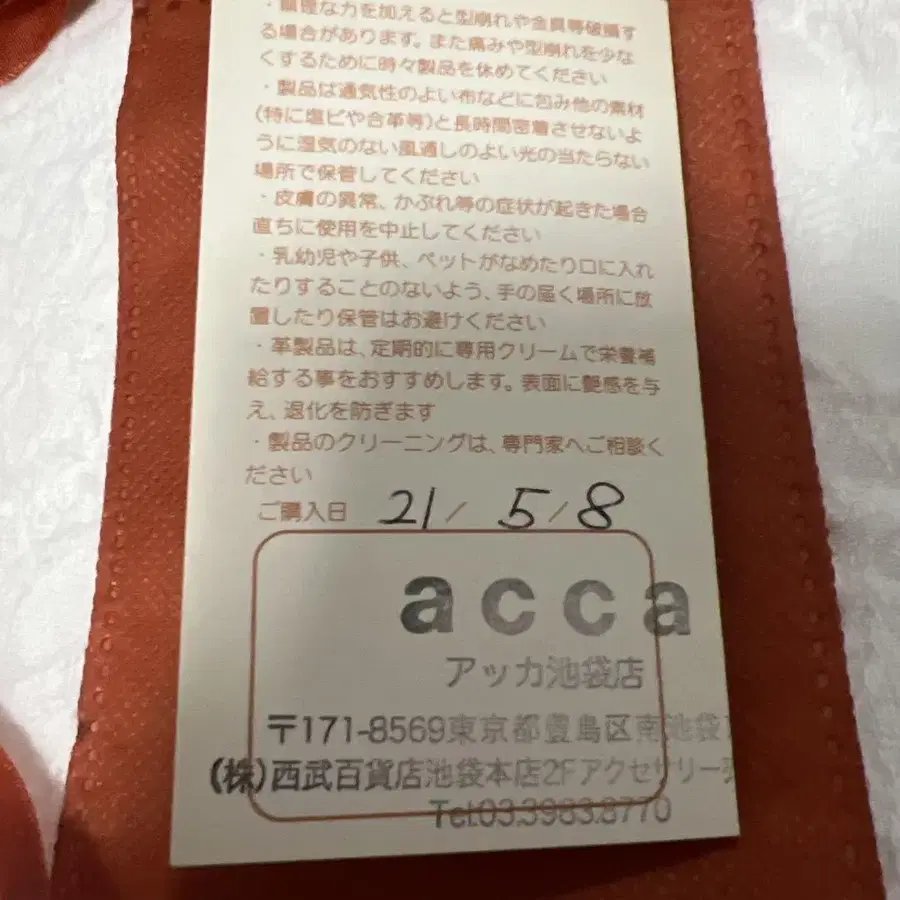 ・無理な力を加えると型崩れや金具等破損す
る場合があります。また痛みや型崩れを少な
くするために時々製品を休めてください
・製品は通気性のよい布などに包み他の素材
(特に塩ビや合革等)と長時間密着させないよ
うに湿気のない風通しのよい光の当たらない
場所で保管してください
・皮膚の異常、かぶれ等の症状が起きた場合
直ちに使用を中止してください
・乳幼児や子供、ペットがなめたり口に入れ
たりすることのないよう、手の届く場所に放
置したり保管はお避けください
・革製品は、定期的に専用クリームで栄養補
給する事をおすすめします。表面に艶感を与
え、退化を防ぎます
・製品のクリーニングは、専門家へご相談く
ださい
ご購入日 21/5/8
acca
アッカ池袋店
〒171-8569東京都豊島区南池袋
(株)西武百貨店池袋本店2Fアクセサリー
Tel.03.3983.8770